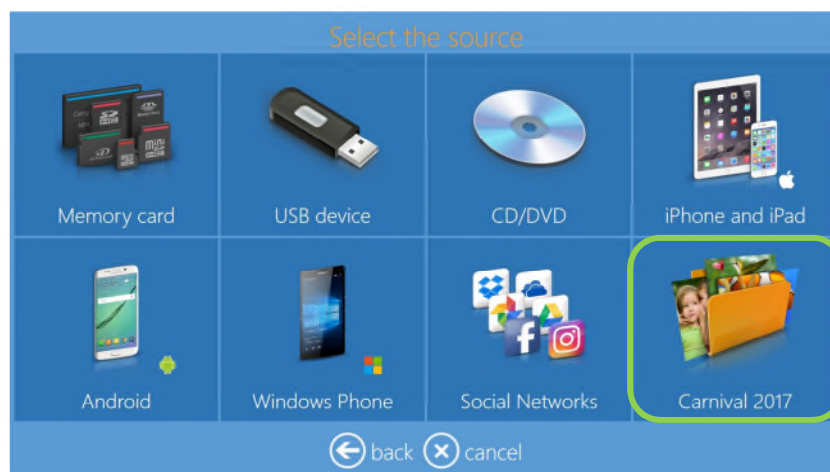 Select the source
Memory card
USB device
CD/DVD
iPhone and iPad
Android
Windows Phone
Social Networks
Carnival 2017
back
cancel